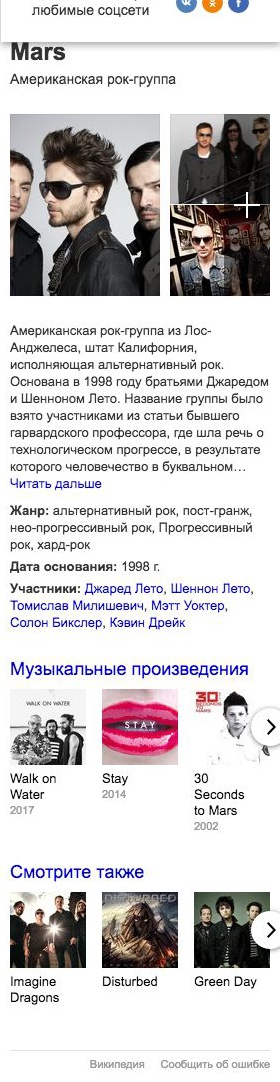 любимые соцсети
Mars
Американская рок-группа
Американская рок-группа из Лос-
Анджелеса, штат Калифорния,
исполняющая альтернативный рок.
Основана в 1998 году братьями Джаредом
и Шенноном Лето. Название группы было
взято участниками из статьи бывшего
гарвардского профессора, где шла речь о
технологическом прогрессе, в результате
которого человечество в буквальном…
Читать дальше
Жанр: альтернативный рок, пост-гранж,
нео-прогрессивный рок, Прогрессивный
рок, хард-рок
Дата основания: 1998 г.
Участники: Джаред Лето, Шеннон Лето,
Томислав Милишевич, Мэтт Уоктер,
Солон Бикслер, Кэвин Дрейк
Музыкальные произведения
WALK ON WATER
STAY
30
SECONDS
TO MARS
Walk on
Water
2017
Stay
2014
30
Seconds
to Mars
2002
Смотрите также
DISTURBED
Imagine
Dragons
Disturbed
Green Day
Википедия
Сообщить об ошибке